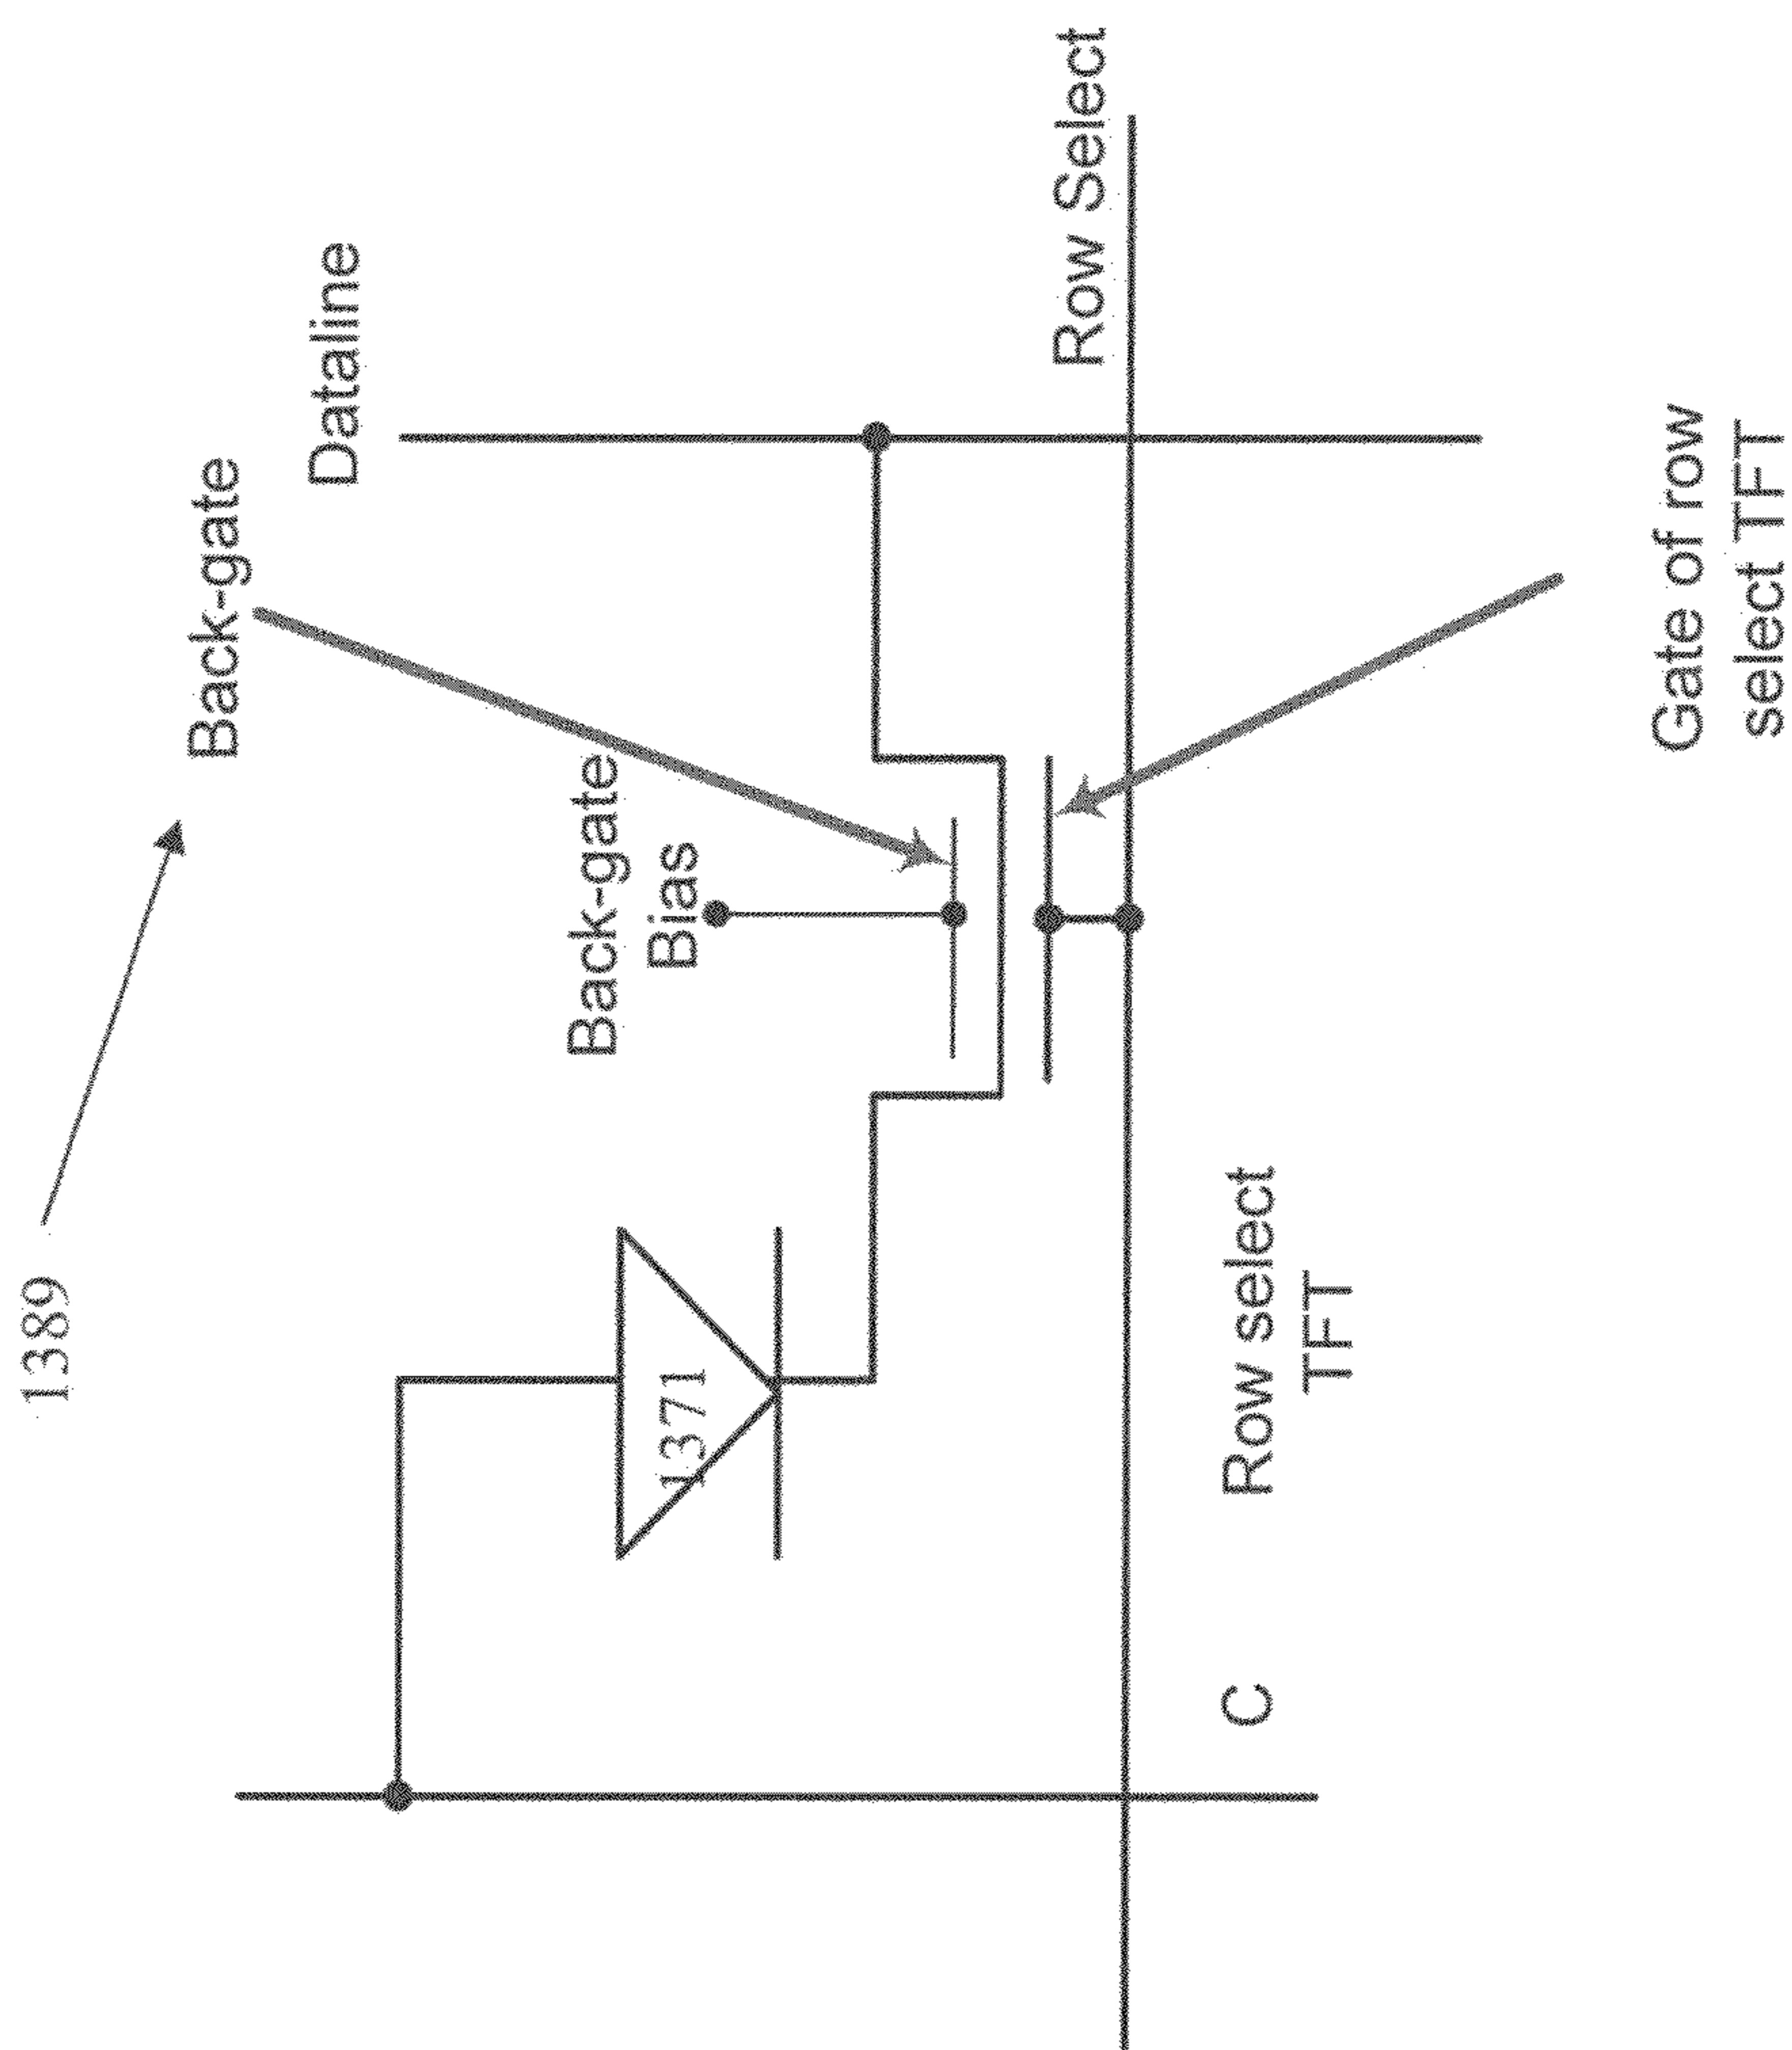 1389
Back-gate
Dataline
Back-gate
Bias
1371
Row Select
C
Row select
TFT
Gate of row
select TFT